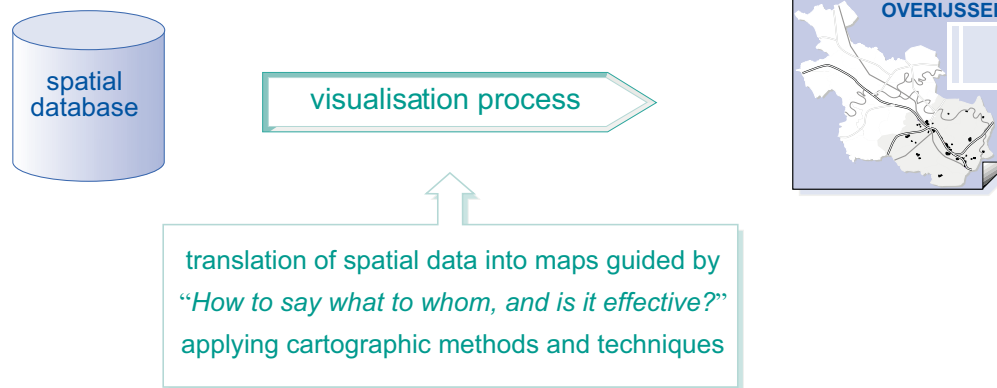 OVERIJSSEL
spatial
database
visualisation process
translation of spatial data into maps guided by
“How to say what to whom, and is it effective?”
applying cartographic methods and techniques